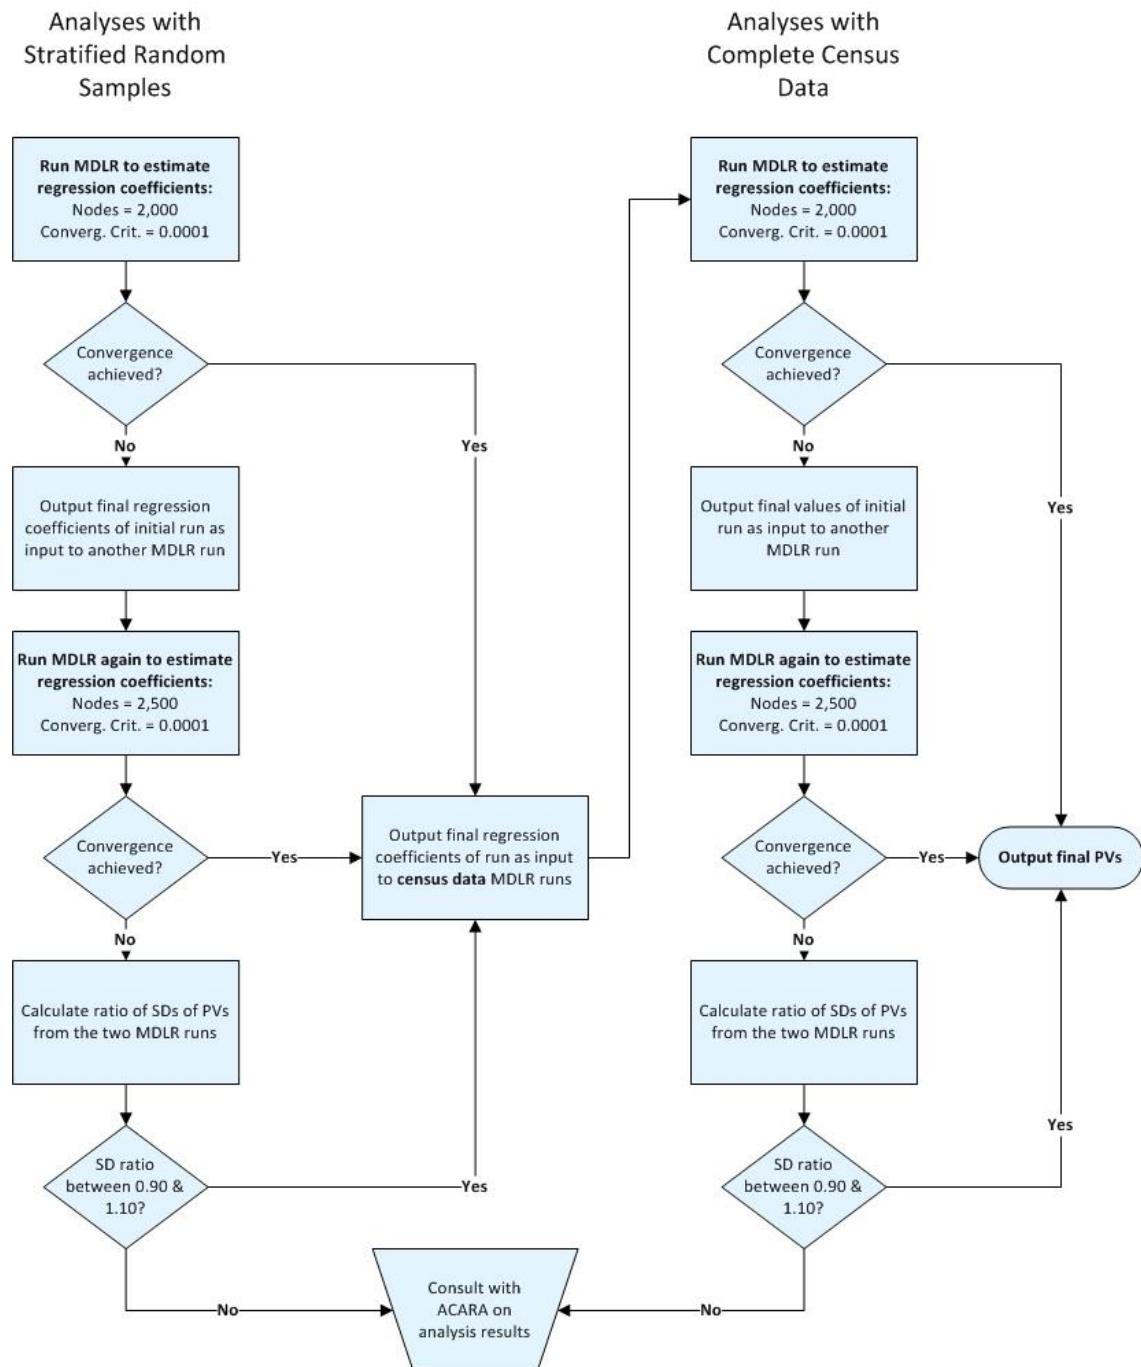 Analyses with
Stratified Random
Samples
Run MDLR to estimate
regression coefficients:
Nodes = 2,000
Converg. Crit. = 0.0001
Convergence
achieved?
No
Yes
Output final regression
coefficients of initial run as
input to another MDLR run
Run MDLR again to estimate
regression coefficients:
Nodes = 2,500
Converg. Crit. = 0.0001
Convergence
achieved?
Yes
Output final regression
coefficients of run as input
to census data MDLR runs
No
Calculate ratio of SDs of PVs
from the two MDLR runs
SD ratio
between 0.90 &
1.10?
Yes
No
Analyses with
Complete Census
Data
Run MDLR to estimate
regression coefficients:
Nodes = 2,000
Converg. Crit. = 0.0001
Convergence
achieved?
No
Yes
Output final values of initial
run as input to another
MDLR run
Run MDLR again to estimate
regression coefficients:
Nodes = 2,500
Converg. Crit. = 0.0001
Convergence
achieved?
Yes
Output final PVs
No
Calculate ratio of SDs of PVs
from the two MDLR runs
SD ratio
between 0.90 &
1.10?
Yes
No
Consult with
ACARA on
analysis results